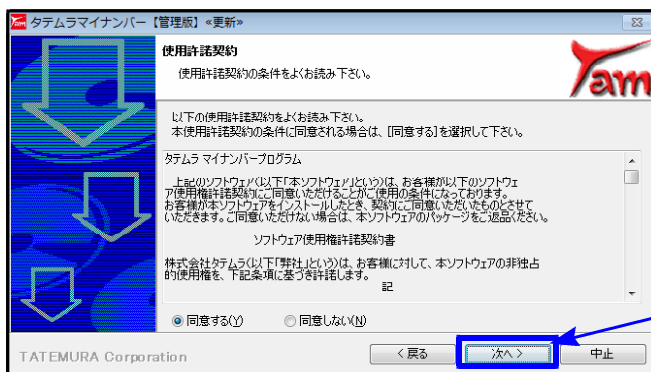 タテムラマイナンバー【管理版】≪更新≫
使用許諾契約
使用許諾契約の条件をよくお読み下さい。
Tam
以下の使用許諾契約をよくお読み下さい。
本使用許諾契約の条件に同意される場合は、[同意する]を選択して下さい。
タテムラ マイナンバープログラム
上記のソフトウェア(以下「本ソフトウェア」という)は、お客様が以下のソフトウェ
ア使用権許諾契約にご同意いただけることがご使用の条件になっております。
お客様が本ソフトウェアをインストールしたとき、契約にご同意いただいたものとさせて
いただきます。ご同意いただけない場合は、本ソフトウェアのパッケージをご返品ください。
ソフトウェア使用権許諾契約書
株式会社タテムラ(以下「弊社」という)は、お客様に対して、本ソフトウェアの非独占
的使用権を、下記条項に基づき許諾します。
記
同意する(Y) 同意しない(N)
TATEMURA Corporation
< 戻る 次へ > 中止